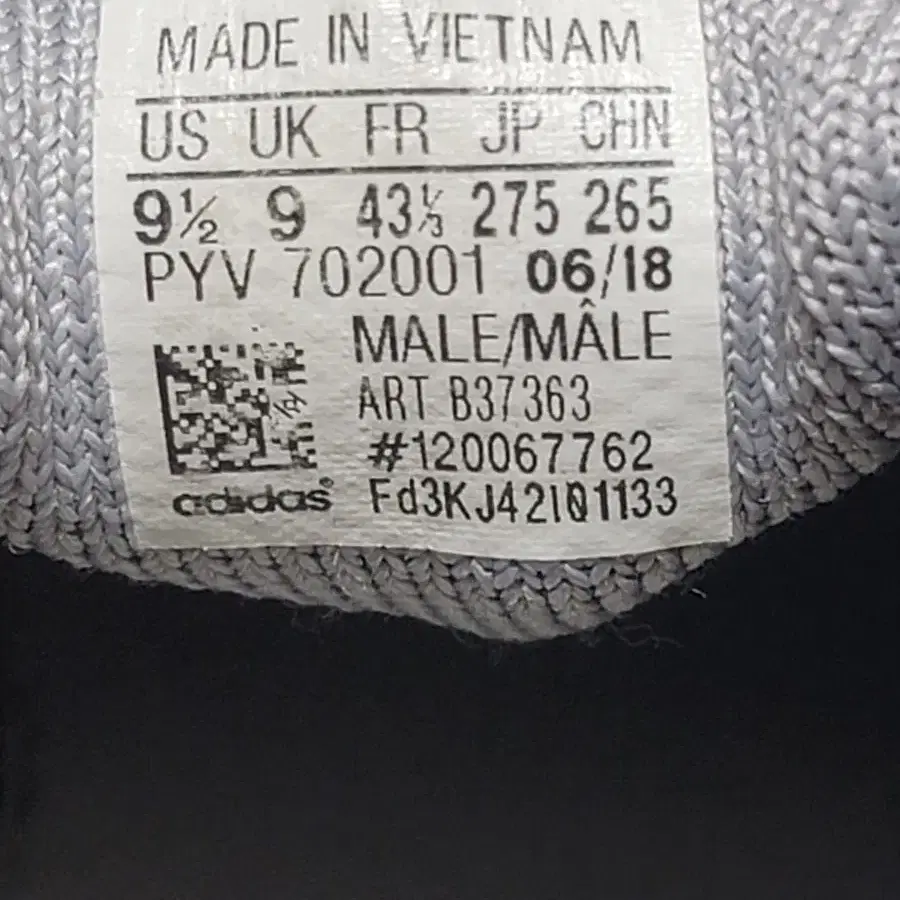 MADE IN VIETNAM
US UK FR JP CHN
9½ 9 43⅓ 275 265
PYV 702001 06/18
MALE/MÂLE
ART B37363
#120067762
adidas® Fd3KJ42IQ1133